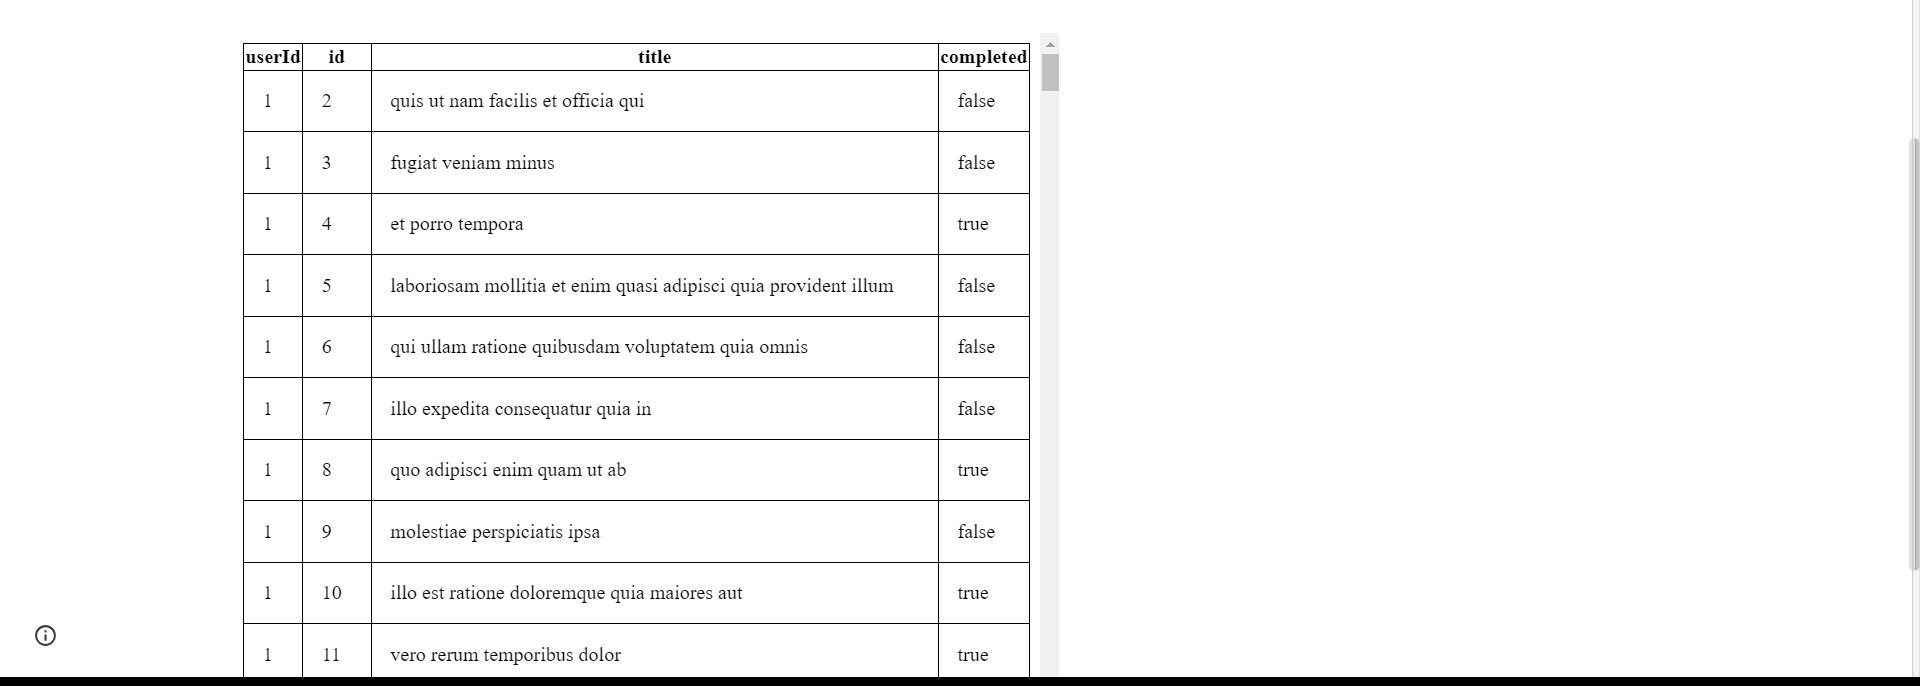 userId id title completed
1 2 quis ut nam facilis et officia qui false
1 3 fugiat veniam minus false
1 4 et porro tempora true
1 5 laboriosam mollitia et enim quasi adipisci quia provident illum false
1 6 qui ullam ratione quibusdam voluptatem quia omnis false
1 7 illo expedita consequatur quia in false
1 8 quo adipisci enim quam ut ab true
1 9 molestiae perspiciatis ipsa false
1 10 illo est ratione doloremque quia maiores aut true
1 11 vero rerum temporibus dolor true